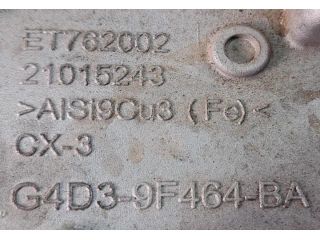 ET762002
21015243
>AlSi9Cu3 (Fe)<
CX-3
G4D3-9F464-BA